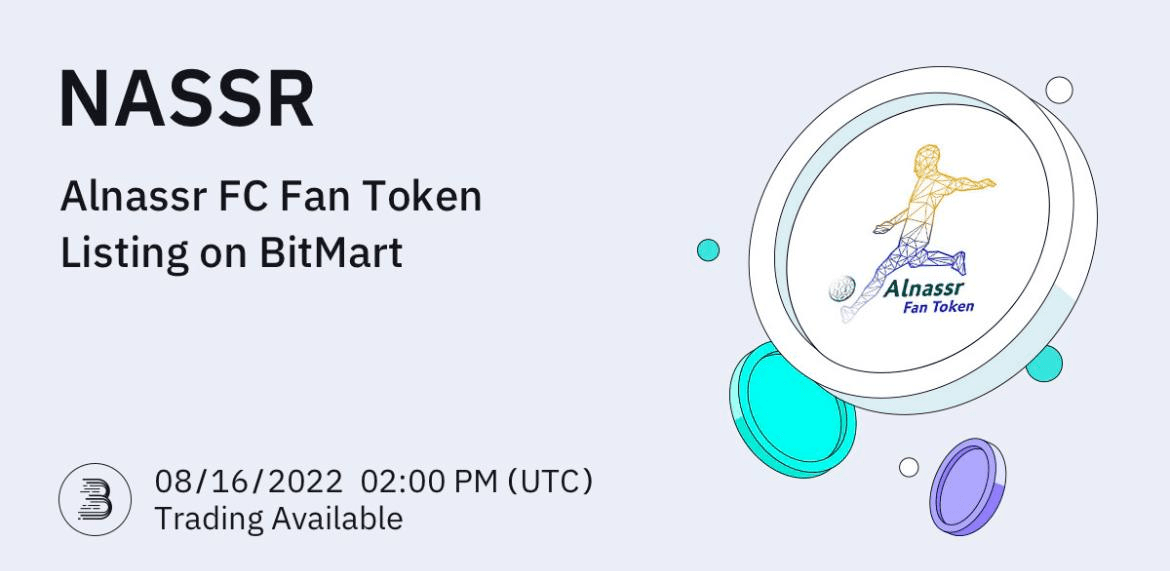 NASSR
Alnassr FC Fan Token
Listing on BitMart
Alnassr
Fan Token
08/16/2022 02:00 PM (UTC)
Trading Available